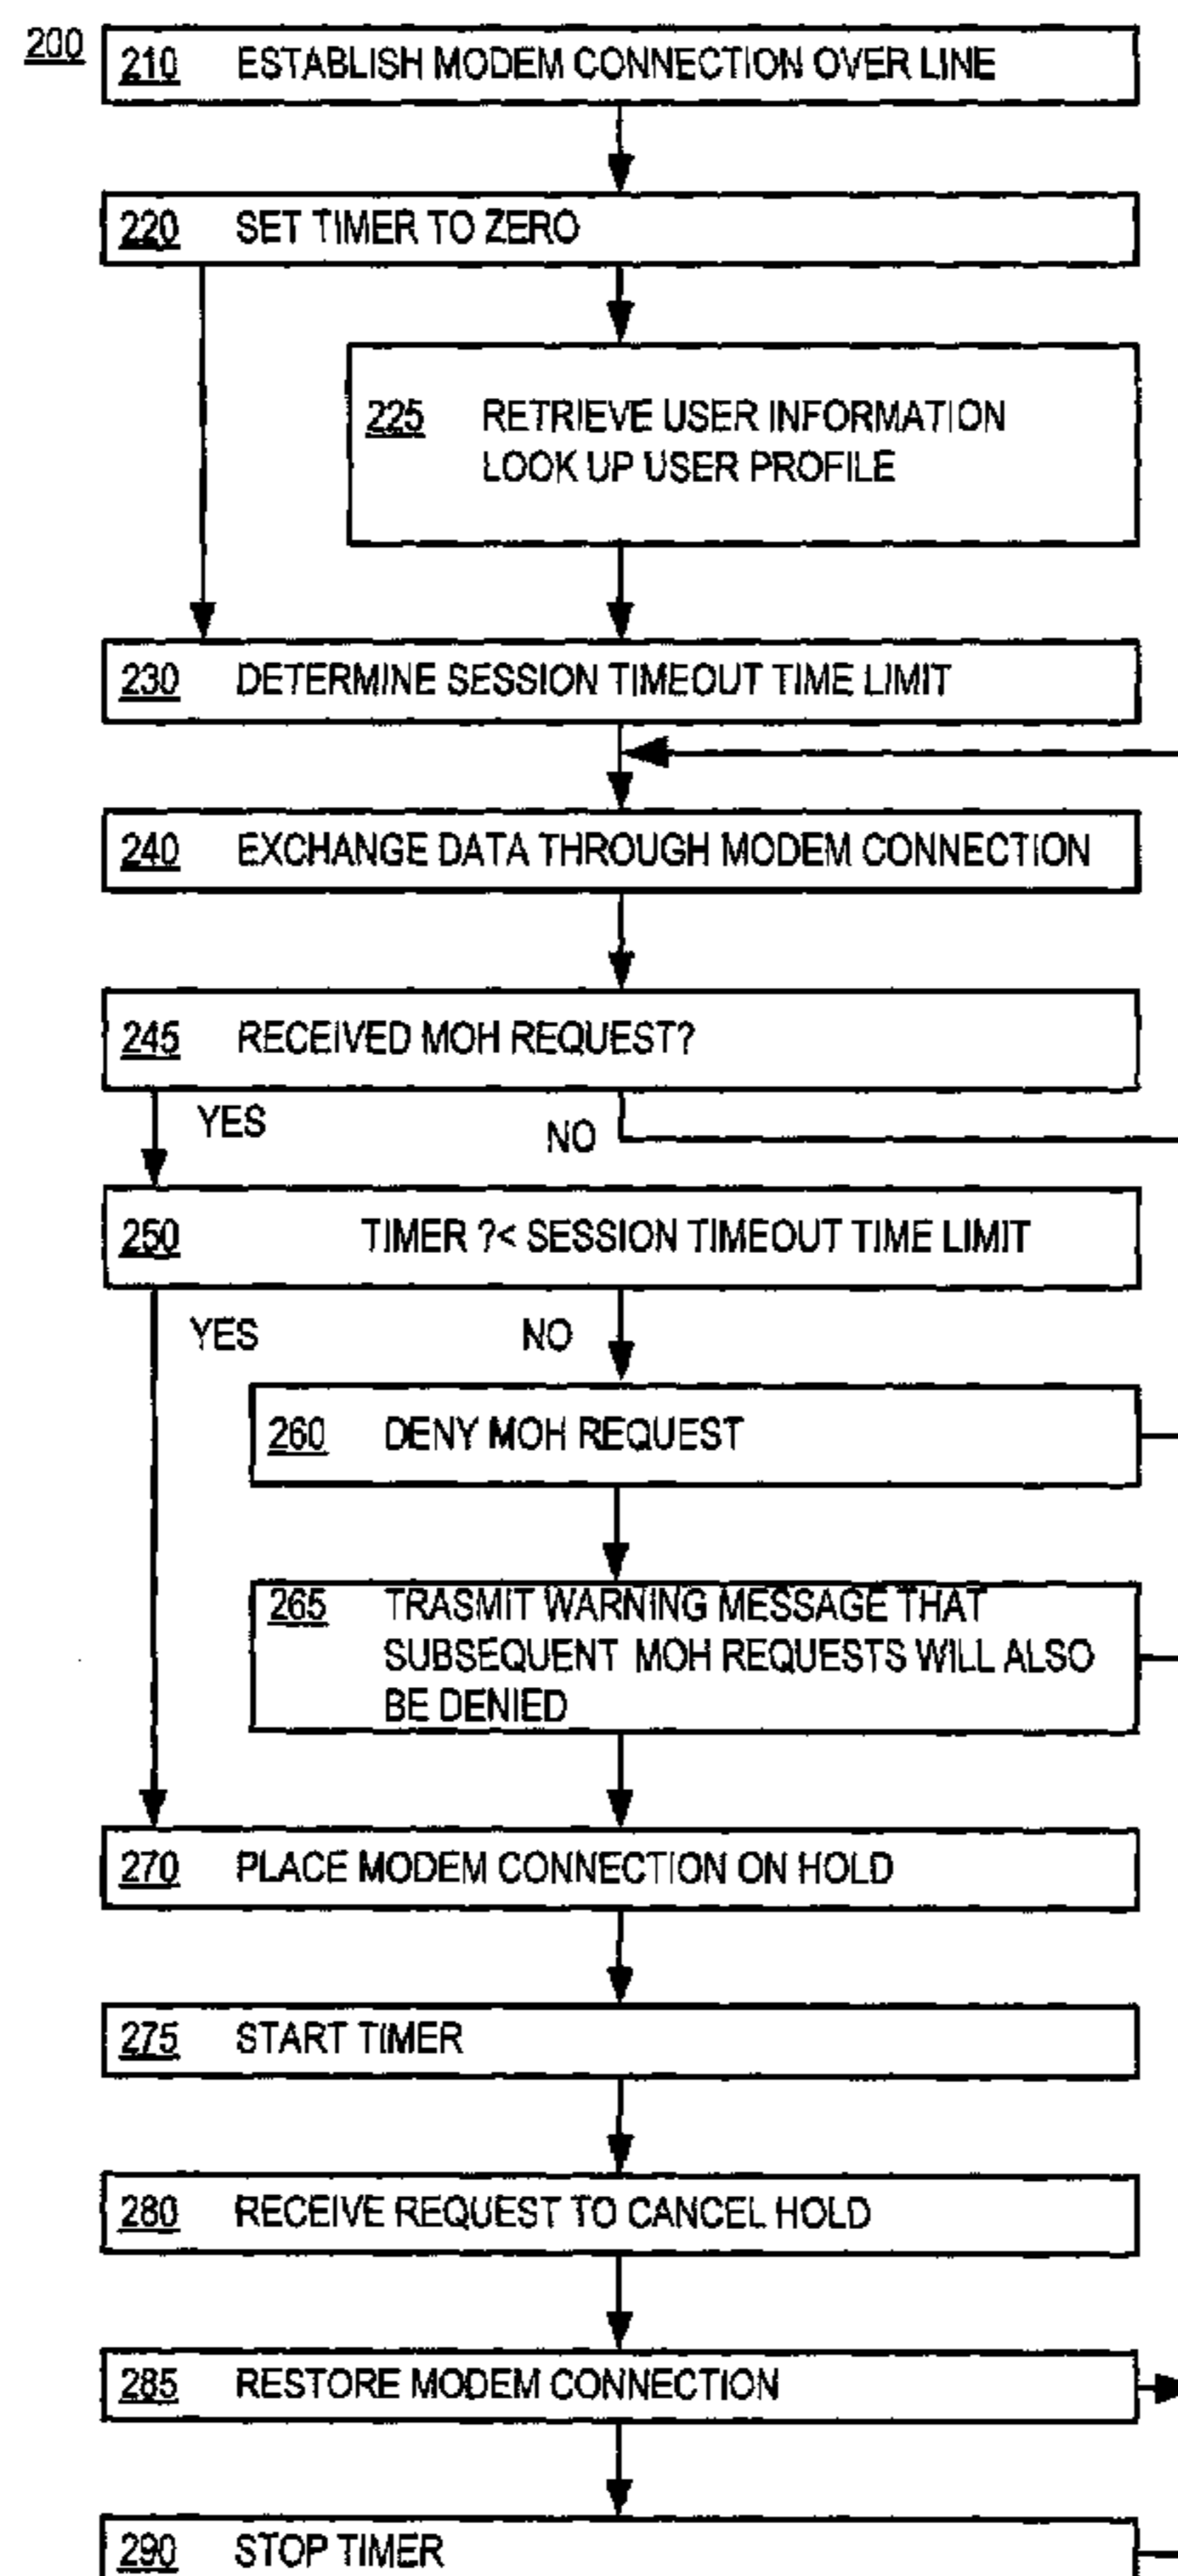 200
210 ESTABLISH MODEM CONNECTION OVER LINE
220 SET TIMER TO ZERO
225 RETRIEVE USER INFORMATION
LOOK UP USER PROFILE
230 DETERMINE SESSION TIMEOUT TIME LIMIT
240 EXCHANGE DATA THROUGH MODEM CONNECTION
245 RECEIVED MOH REQUEST?
YES NO
250 TIMER ?< SESSION TIMEOUT TIME LIMIT
YES NO
260 DENY MOH REQUEST
265 TRASMIT WARNING MESSAGE THAT
SUBSEQUENT MOH REQUESTS WILL ALSO
BE DENIED
270 PLACE MODEM CONNECTION ON HOLD
275 START TIMER
280 RECEIVE REQUEST TO CANCEL HOLD
285 RESTORE MODEM CONNECTION
290 STOP TIMER